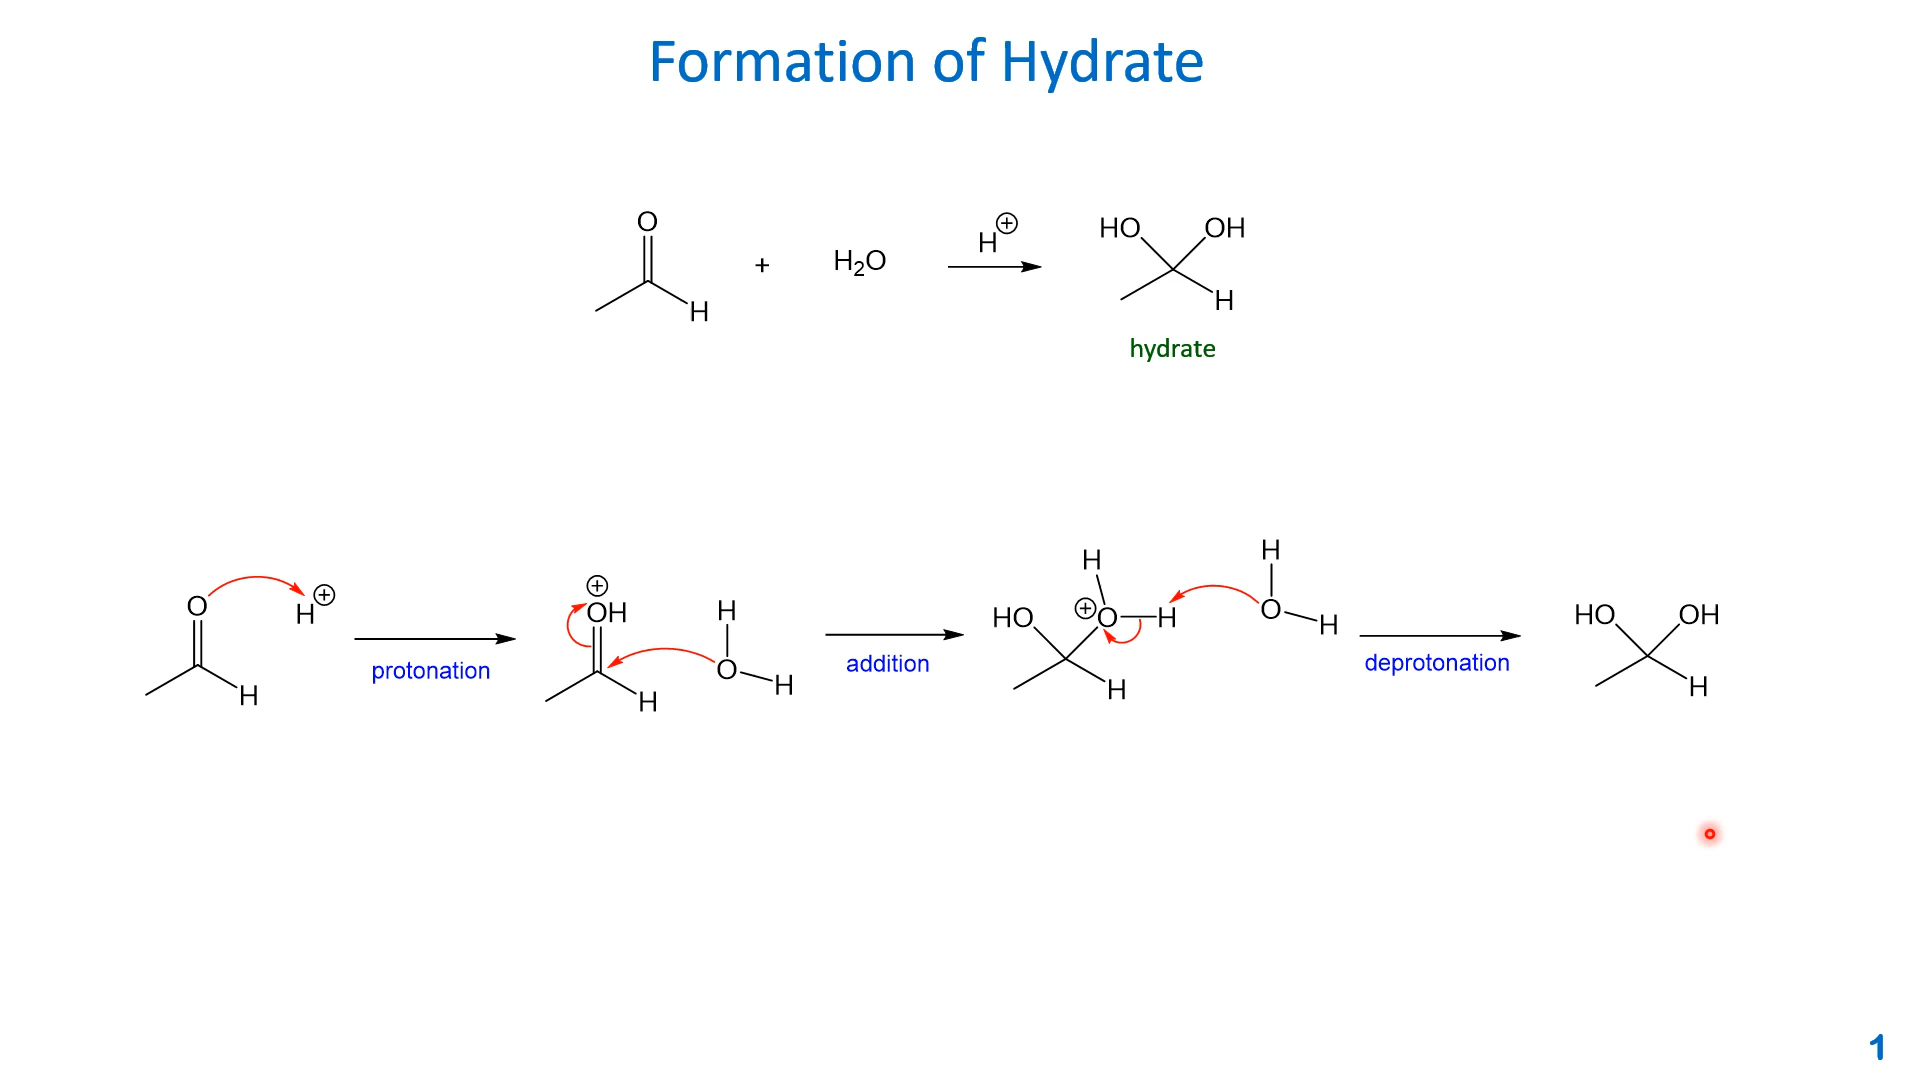 Formation of Hydrate
O
H
+
H₂O
H⊕
HO OH
H
hydrate
O
H
H⊕
protonation
⊕
OH
H
H
O
H
addition
H
HO ⊕O H
H
H
O
H
deprotonation
HO OH
H
1